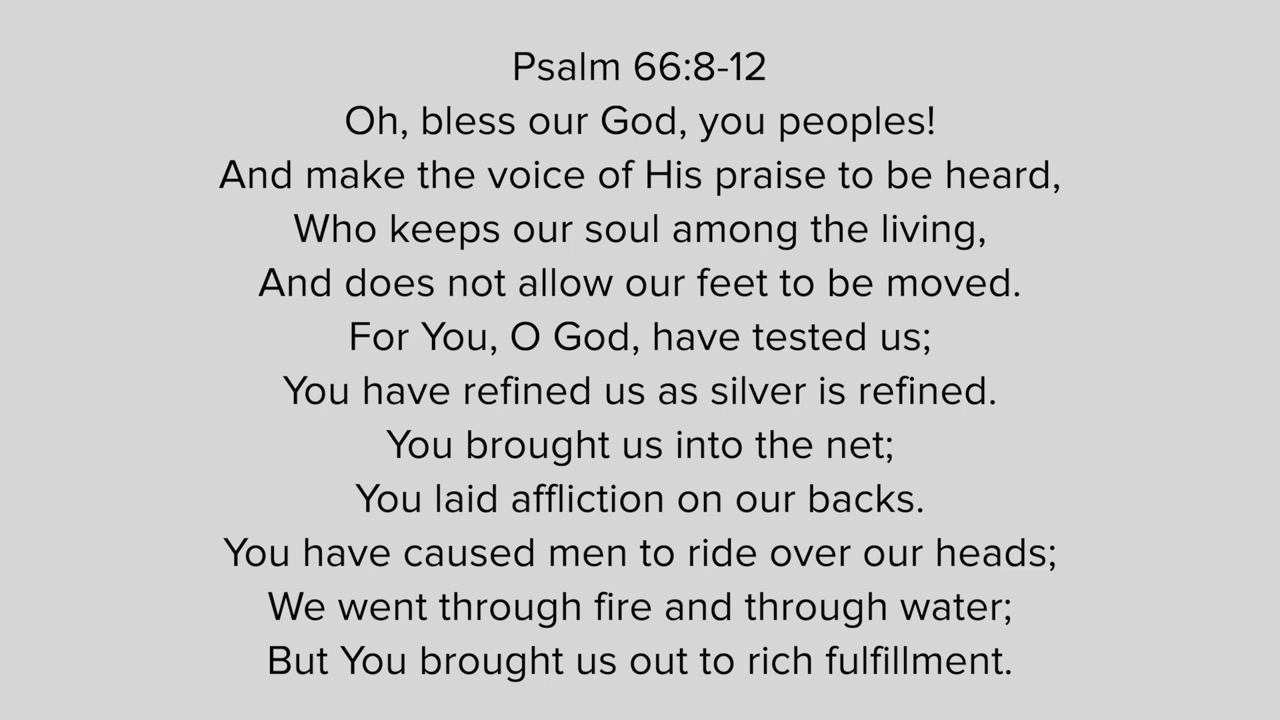 Psalm 66:8-12
Oh, bless our God, you peoples!
And make the voice of His praise to be heard,
Who keeps our soul among the living,
And does not allow our feet to be moved.
For You, O God, have tested us;
You have refined us as silver is refined.
You brought us into the net;
You laid affliction on our backs.
You have caused men to ride over our heads;
We went through fire and through water;
But You brought us out to rich fulfillment.